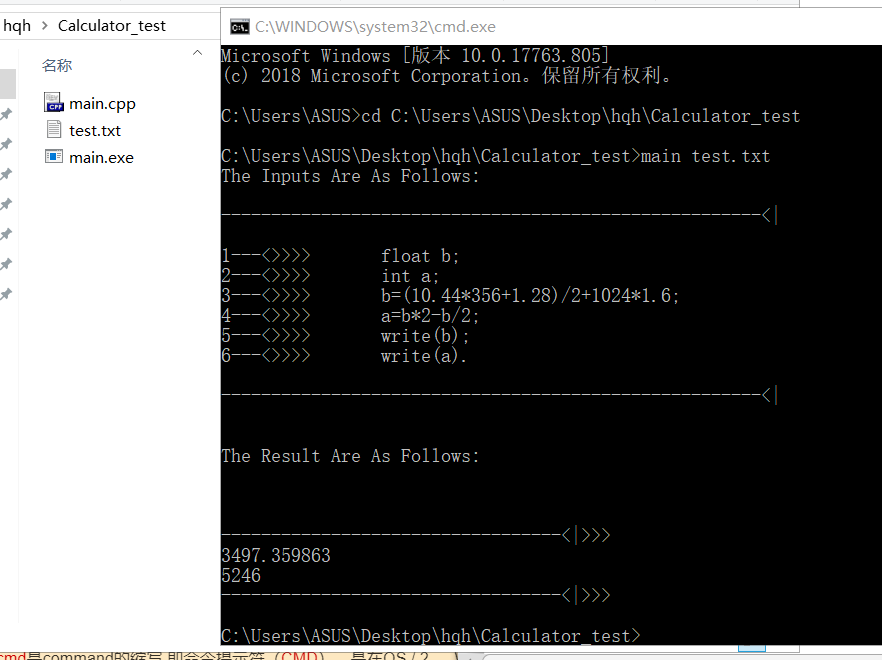 hqh > Calculator_test
名称
main.cpp
test.txt
main.exe
C:\WINDOWS\system32\cmd.exe
Microsoft Windows [版本 10.0.17763.805]
(c) 2018 Microsoft Corporation。保留所有权利。
C:\Users\ASUS>cd C:\Users\ASUS\Desktop\hqh\Calculator_test
C:\Users\ASUS\Desktop\hqh\Calculator_test>main test.txt
The Inputs Are As Follows:
------------------------------------------------------<|
1---<>>>>       float b;
2---<>>>>       int a;
3---<>>>>       b=(10.44*356+1.28)/2+1024*1.6;
4---<>>>>       a=b*2-b/2;
5---<>>>>       write(b);
6---<>>>>       write(a).
------------------------------------------------------<|
The Result Are As Follows:
----------------------------------<|>>>
3497.359863
5246
----------------------------------<|>>>
C:\Users\ASUS\Desktop\hqh\Calculator_test>
cmd是command的缩写.即命令提示符（CMD），是在OS / 2